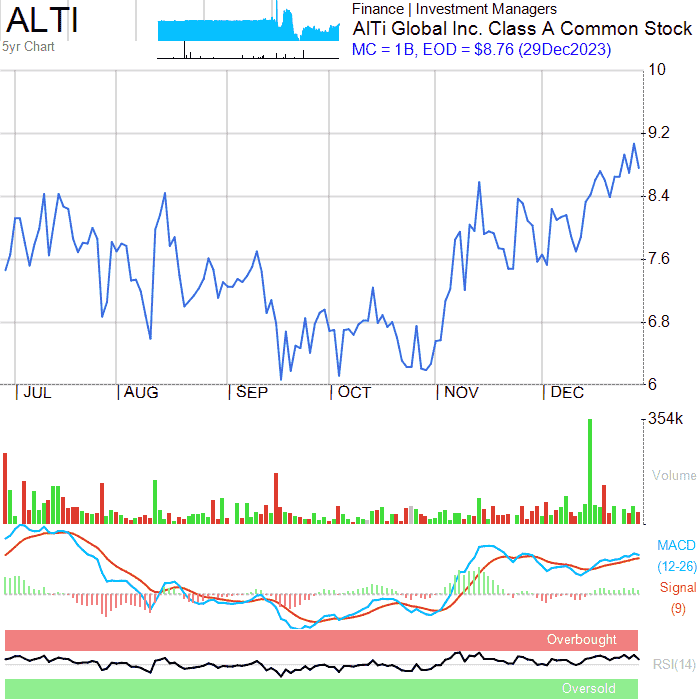 ALTI
5yr Chart
Finance | Investment Managers
AlTi Global Inc. Class A Common Stock
MC = 1B, EOD = $8.76 (29Dec2023)
10
9.2
8.4
7.6
6.8
6
JUL AUG SEP OCT NOV DEC
354k
Volume
MACD
(12-26)
Signal
(9)
Overbought
RSI(14)
Oversold